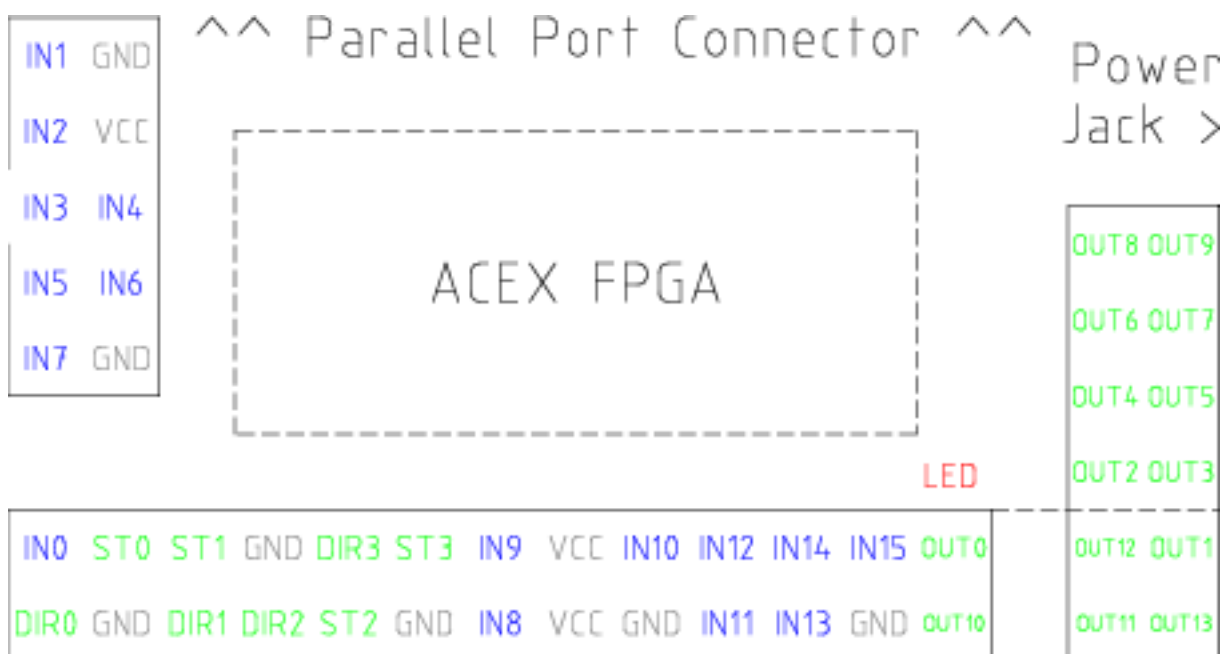 ^^ Parallel Port Connector ^^
Power
Jack >
IN1 GND
IN2 VCC
IN3 IN4
IN5 IN6
IN7 GND
ACEX FPGA
OUT8 OUT9
OUT6 OUT7
OUT4 OUT5
OUT2 OUT3
OUT12 OUT1
OUT11 OUT13
LED
IN0 ST0 ST1 GND DIR3 ST3 IN9 VCC IN10 IN12 IN14 IN15 OUT0
DIR0 GND DIR1 DIR2 ST2 GND IN8 VCC GND IN11 IN13 GND OUT10